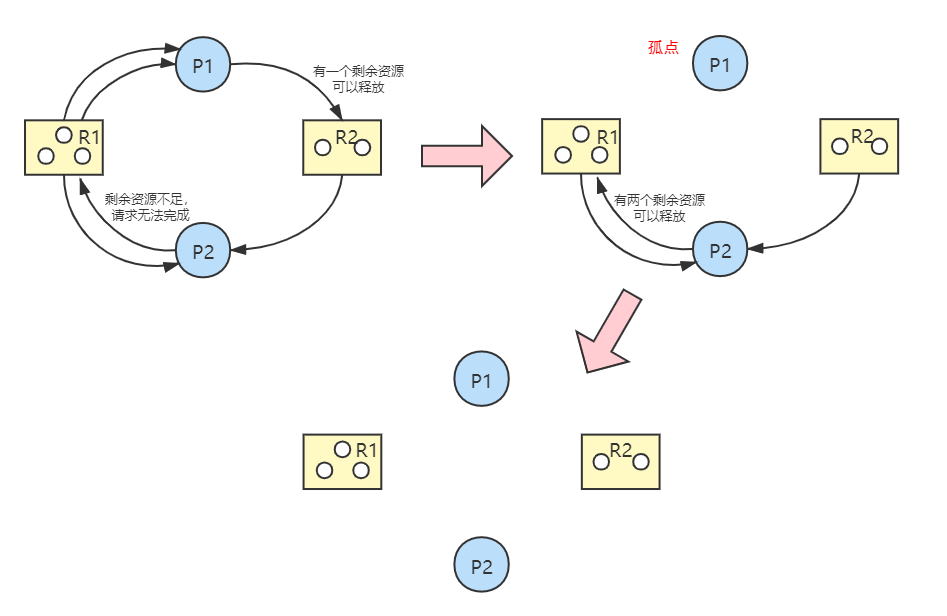 P1
有一个剩余资源
可以释放
R1
R2
剩余资源不足，
请求无法完成
P2
孤点
P1
R1
R2
有两个剩余资源
可以释放
P2
P1
R1
R2
P2